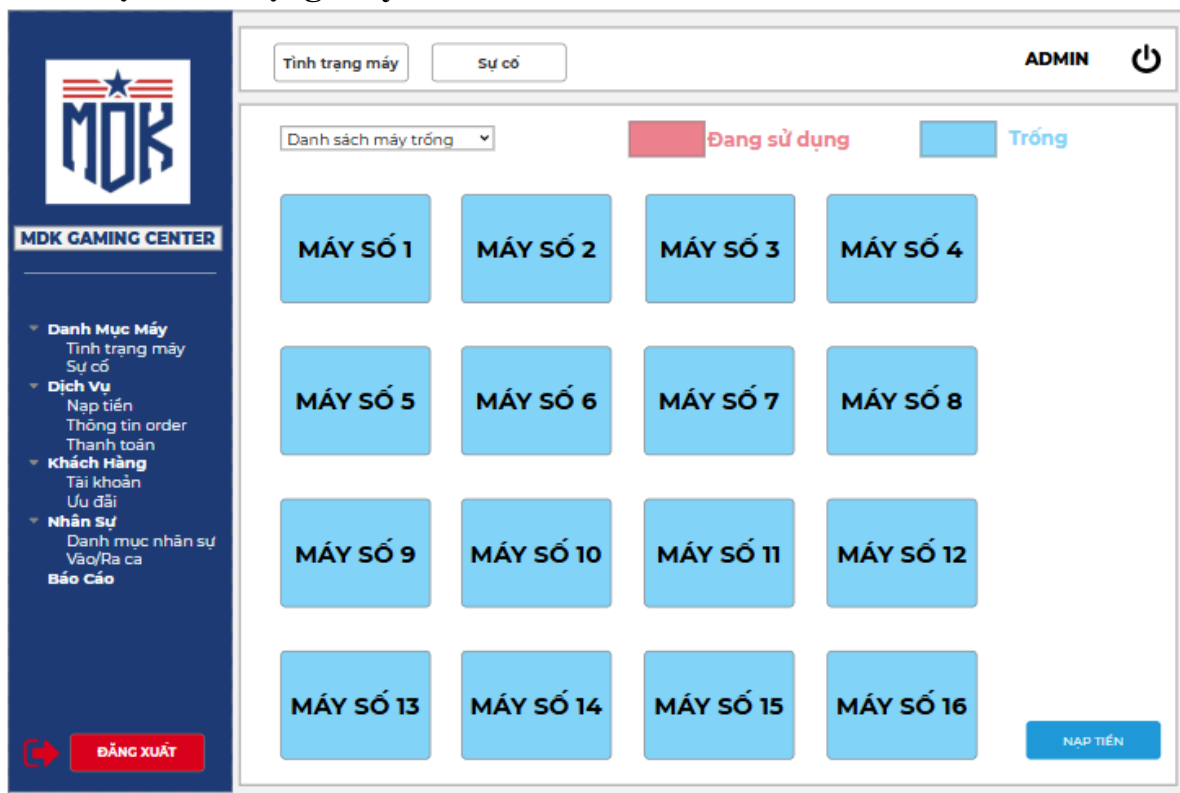 MDK
MDK GAMING CENTER
Danh Mục Máy
Tình trạng máy
Sự cố
Dịch Vụ
Nạp tiền
Thông tin order
Thanh toán
Khách Hàng
Tài khoản
Ưu đãi
Nhân Sự
Danh mục nhân sự
Vào/Ra ca
Báo Cáo
ĐĂNG XUẤT
Tình trạng máy
Sự cố
ADMIN
Danh sách máy trống
Đang sử dụng
Trống
MÁY SỐ 1
MÁY SỐ 2
MÁY SỐ 3
MÁY SỐ 4
MÁY SỐ 5
MÁY SỐ 6
MÁY SỐ 7
MÁY SỐ 8
MÁY SỐ 9
MÁY SỐ 10
MÁY SỐ 11
MÁY SỐ 12
MÁY SỐ 13
MÁY SỐ 14
MÁY SỐ 15
MÁY SỐ 16
NẠP TIỀN